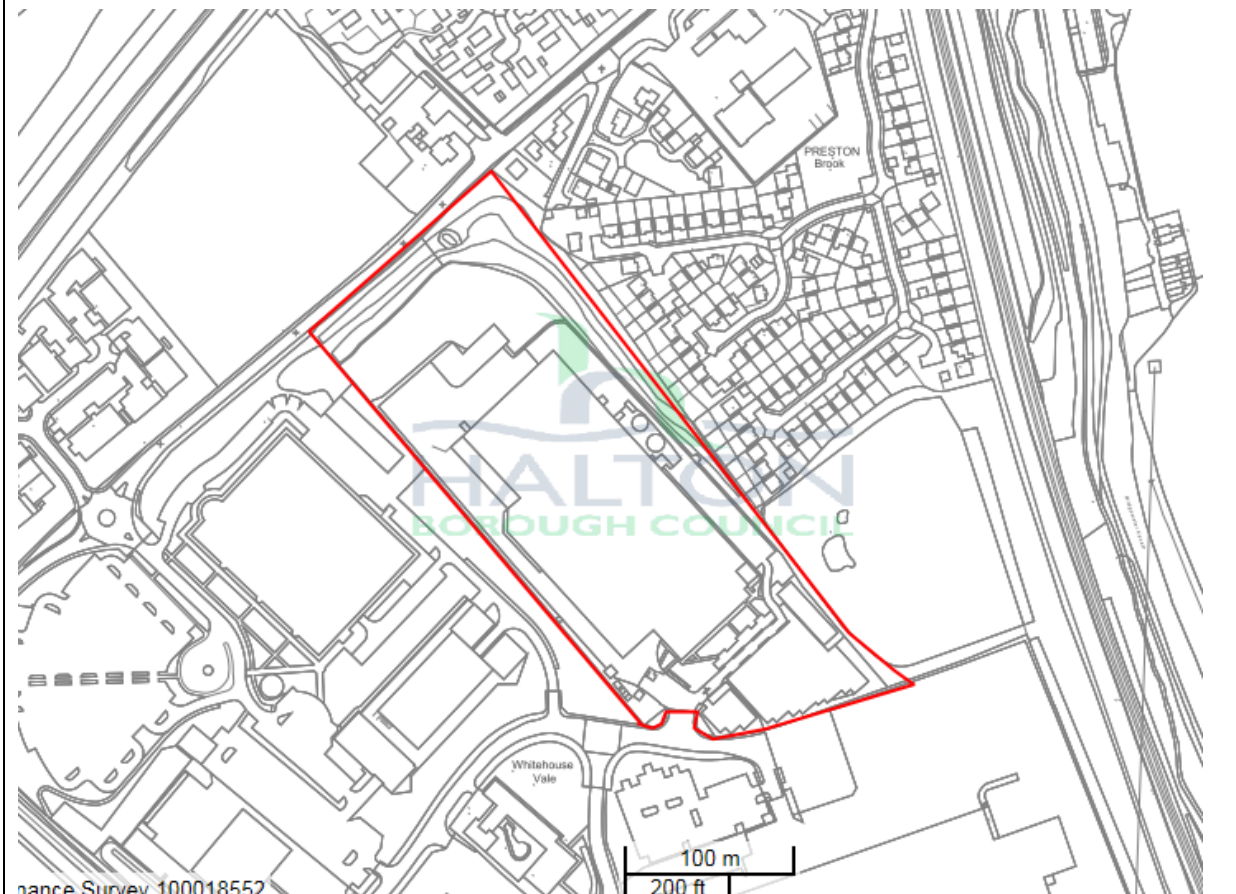 PRESTON
Brook
HALTON
BOROUGH COUNCIL
Whitehouse
Vale
100 m
200 ft
nance Survey 100018552